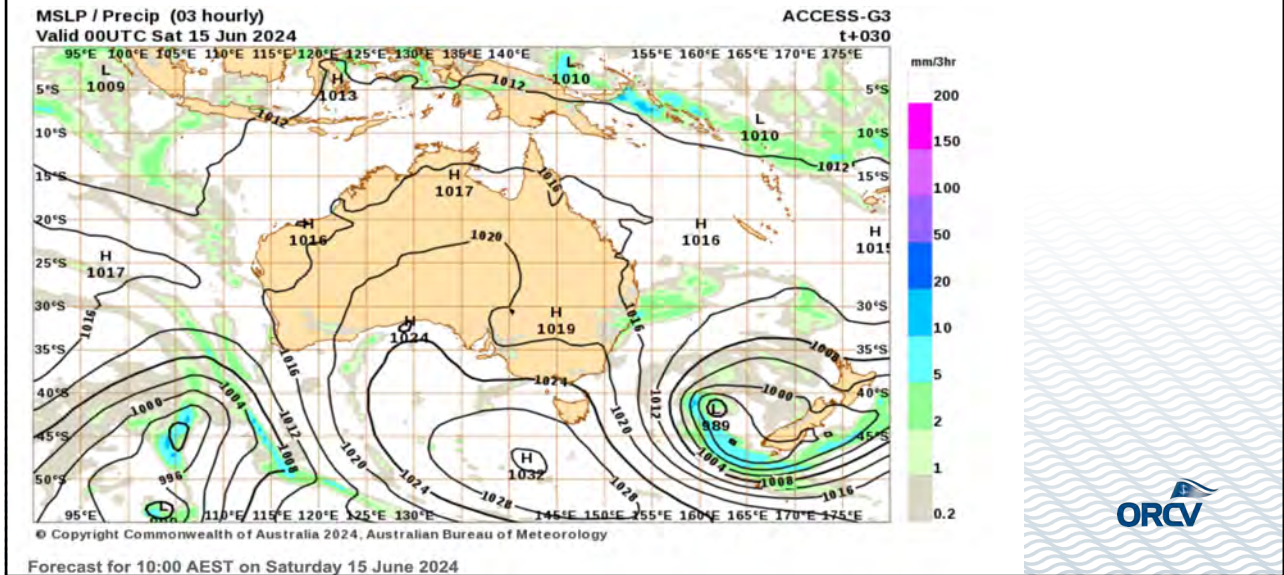 MSLP / Precip (03 hourly)
ACCESS-G3
Valid 00UTC Sat 15 Jun 2024
t+030
95°E 100°E 105°E 110°E 115°E 120°E 125°E 130°E 135°E 140°E 155°E 160°E 165°E 170°E 175°E
mm/3hr
L
1009
H
1013
L
1010
1012
5°S
5°S
200
1012
L
1010
10°S
10°S
150
1012
15°S
H
1017
1016
15°S
100
20°S
H
1016
H
1016
H
1015
20°S
50
1020
H
1017
25°S
25°S
20
30°S
1016
H
1024
H
1019
1016
30°S
10
35°S
1016
1008
35°S
5
40°S
1000
1004
1012
1024
1020
1012
L
989
1000
40°S
2
45°S
996
1008
1020
1024
H
1032
1028
1028
1004
1008
1016
45°S
1
50°S
L
50°S
0.2
95°E 110°E 115°E 120°E 125°E 130°E 145°E 150°E 155°E 160°E 165°E 170°E 175°E
© Copyright Commonwealth of Australia 2024, Australian Bureau of Meteorology
ORCV
Forecast for 10:00 AEST on Saturday 15 June 2024